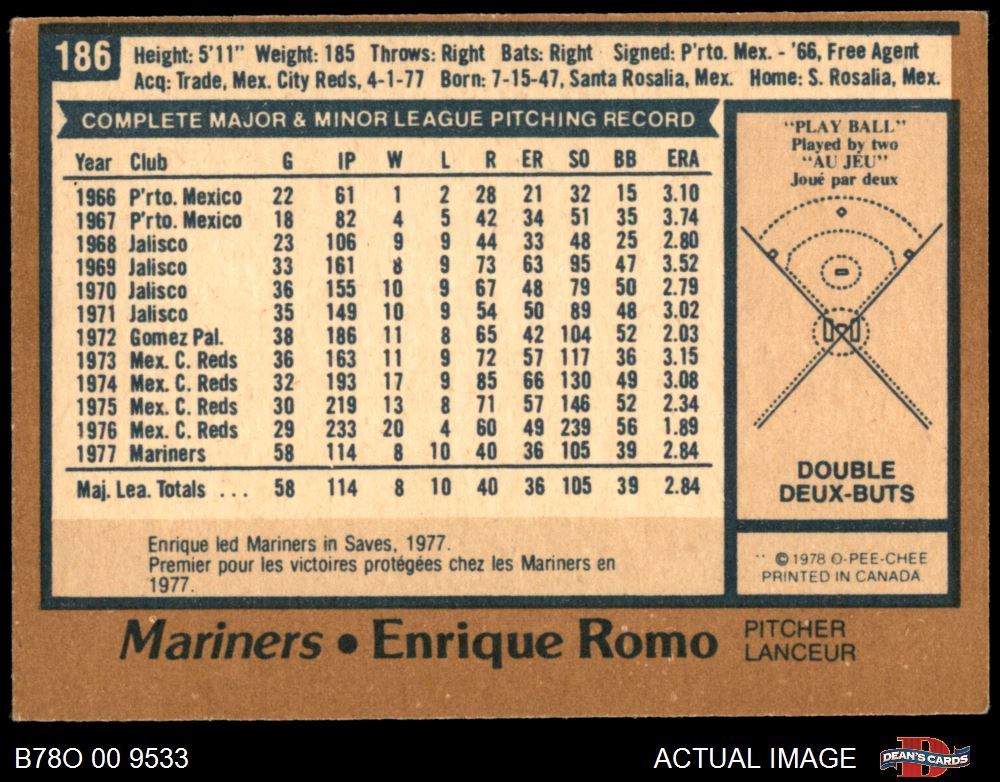 186
Height: 5'11" Weight: 185 Throws: Right Bats: Right Signed: P'rto. Mex. - '66, Free Agent
Acq: Trade, Mex. City Reds, 4-1-77 Born: 7-15-47, Santa Rosalia, Mex. Home: S. Rosalia, Mex.
COMPLETE MAJOR & MINOR LEAGUE PITCHING RECORD
Year Club G IP W L R ER SO BB ERA
1966 P'rto. Mexico 22 61 1 2 28 21 32 15 3.10
1967 P'rto. Mexico 18 82 4 5 42 34 51 35 3.74
1968 Jalisco 23 106 9 9 44 33 48 25 2.80
1969 Jalisco 33 161 8 9 73 63 95 47 3.52
1970 Jalisco 36 155 10 9 67 48 79 50 2.79
1971 Jalisco 35 149 10 9 54 50 89 48 3.02
1972 Gomez Pal. 38 186 11 8 65 42 104 52 2.03
1973 Mex. C. Reds 36 163 11 9 72 57 117 36 3.15
1974 Mex. C. Reds 32 193 17 9 85 66 130 49 3.08
1975 Mex. C. Reds 30 219 13 8 71 57 146 52 2.34
1976 Mex. C. Reds 29 233 20 4 60 49 239 56 1.89
1977 Mariners 58 114 8 10 40 36 105 39 2.84
Maj. Lea. Totals ... 58 114 8 10 40 36 105 39 2.84
Enrique led Mariners in Saves, 1977.
Premier pour les victoires protégées chez les Mariners en
1977.
"PLAY BALL"
Played by two
"AU JEU"
Joué par deux
DOUBLE
DEUX-BUTS
© 1978 O-PEE-CHEE
PRINTED IN CANADA
Mariners • Enrique Romo
PITCHER
LANCEUR
B78O 00 9533
ACTUAL IMAGE
DEAN'S CARDS